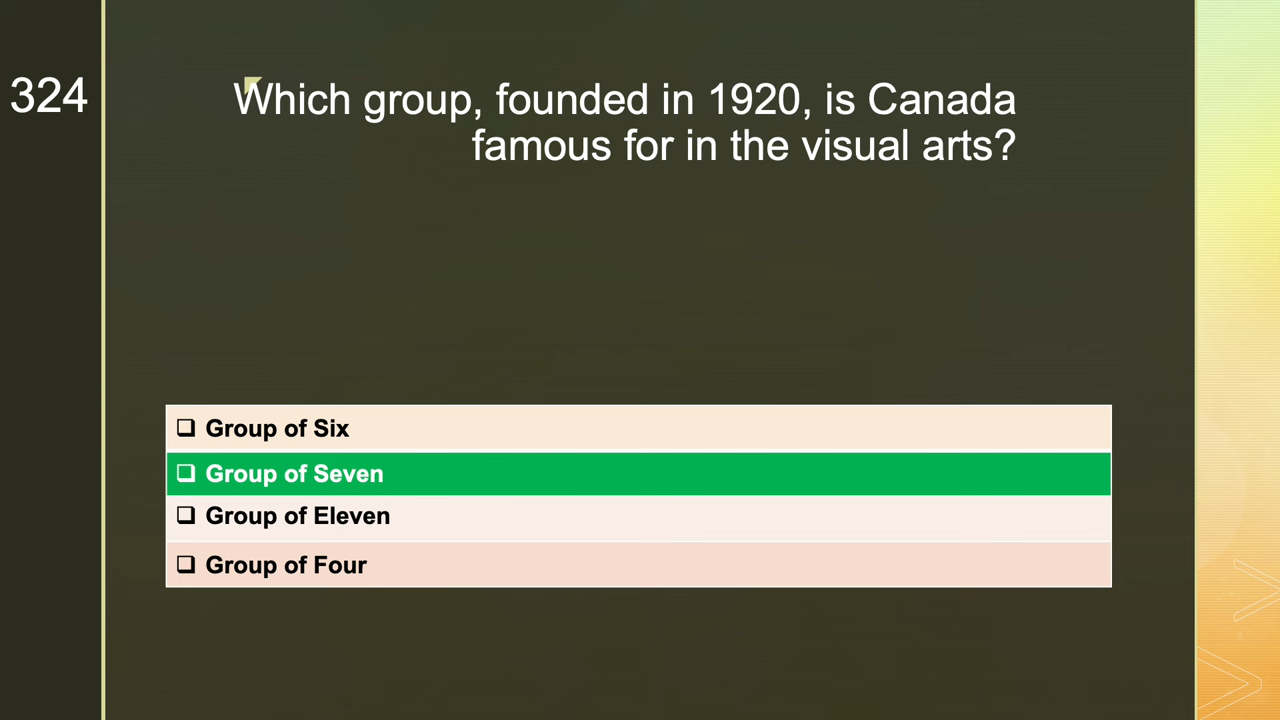 324
Which group, founded in 1920, is Canada
famous for in the visual arts?
❑ Group of Six
❑ Group of Seven
❑ Group of Eleven
❑ Group of Four